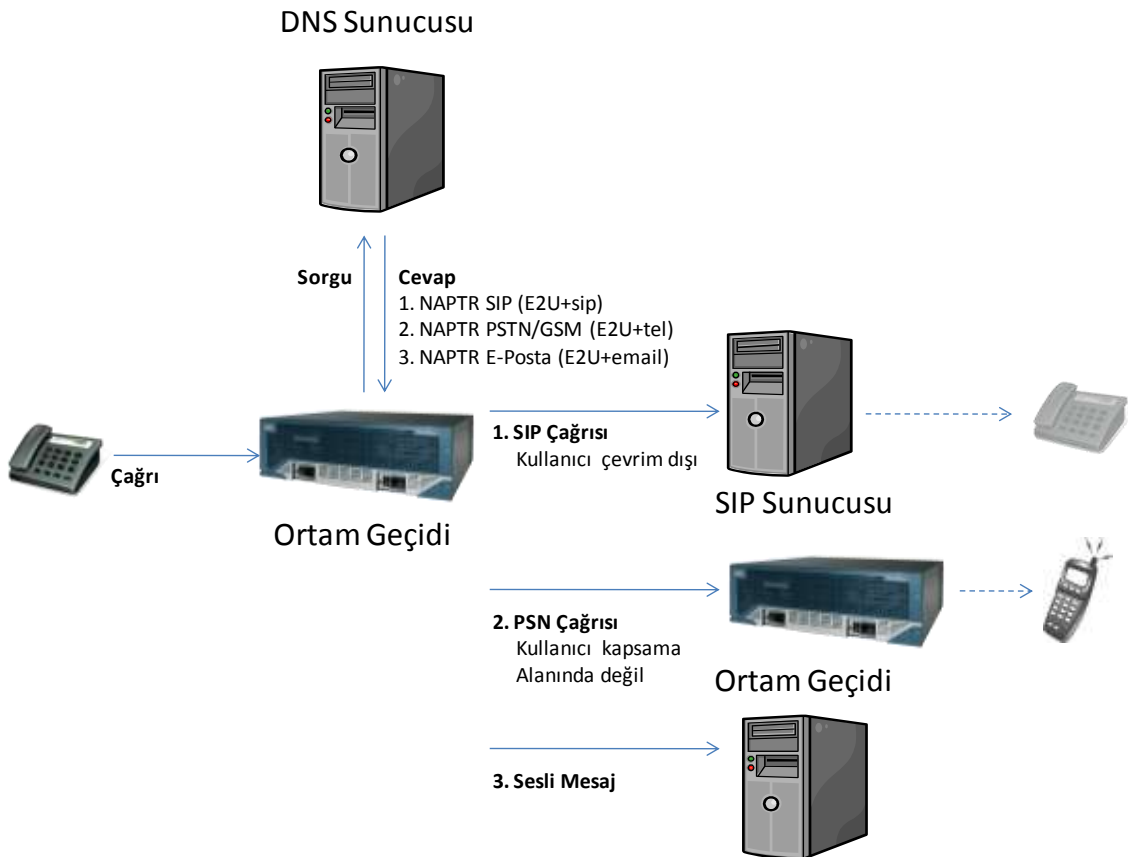 DNS Sunucusu
Sorgu
Cevap
1. NAPTR SIP (E2U+sip)
2. NAPTR PSTN/GSM (E2U+tel)
3. NAPTR E-Posta (E2U+email)
Çağrı
Ortam Geçidi
1. SIP Çağrısı
Kullanıcı çevrim dışı
SIP Sunucusu
2. PSN Çağrısı
Kullanıcı kapsama
Alanında değil
Ortam Geçidi
3. Sesli Mesaj